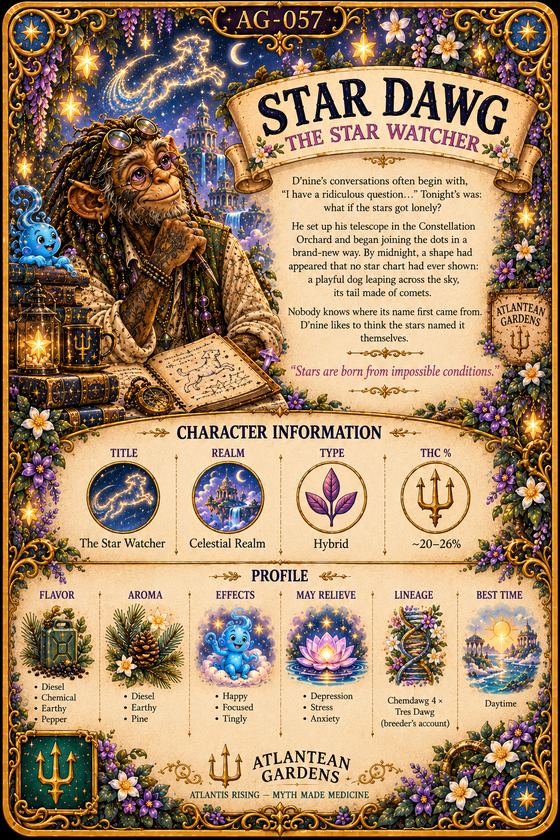 AG-057
STAR DAWG
THE STAR WATCHER
D'nine's conversations often begin with,
“I have a ridiculous question…” Tonight's was:
what if the stars got lonely?
He set up his telescope in the Constellation
Orchard and began joining the dots in a
brand-new way. By midnight, a shape had
appeared that no star chart had ever shown:
a playful dog leaping across the sky,
its tail made of comets.
Nobody knows where its name first came from.
D'nine likes to think the stars named it
themselves.
“Stars are born from impossible conditions.”
ATLANTEAN
GARDENS
CHARACTER INFORMATION
TITLE
The Star Watcher
REALM
Celestial Realm
TYPE
Hybrid
THC %
~20–26%
PROFILE
FLAVOR
• Diesel
• Chemical
• Earthy
• Pepper
AROMA
• Diesel
• Earthy
• Pine
EFFECTS
• Happy
• Focused
• Tingly
MAY RELIEVE
• Depression
• Stress
• Anxiety
LINEAGE
Chemdawg 4 ×
Tres Dawg
(breeder's account)
BEST TIME
Daytime
ATLANTEAN
GARDENS
ATLANTIS RISING — MYTH MADE MEDICINE